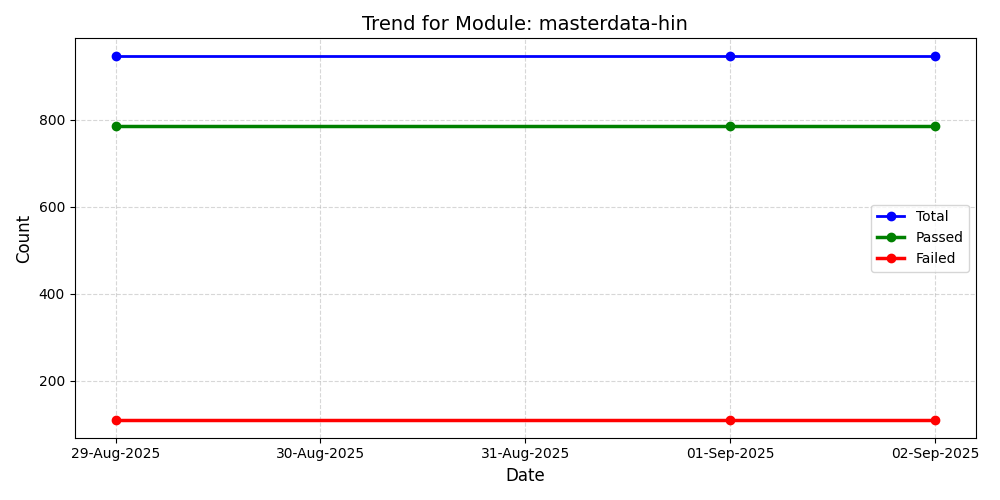 Trend for Module: masterdata-hin
Count
800
600
400
200
Total
Passed
Failed
29-Aug-2025
30-Aug-2025
31-Aug-2025
01-Sep-2025
02-Sep-2025
Date